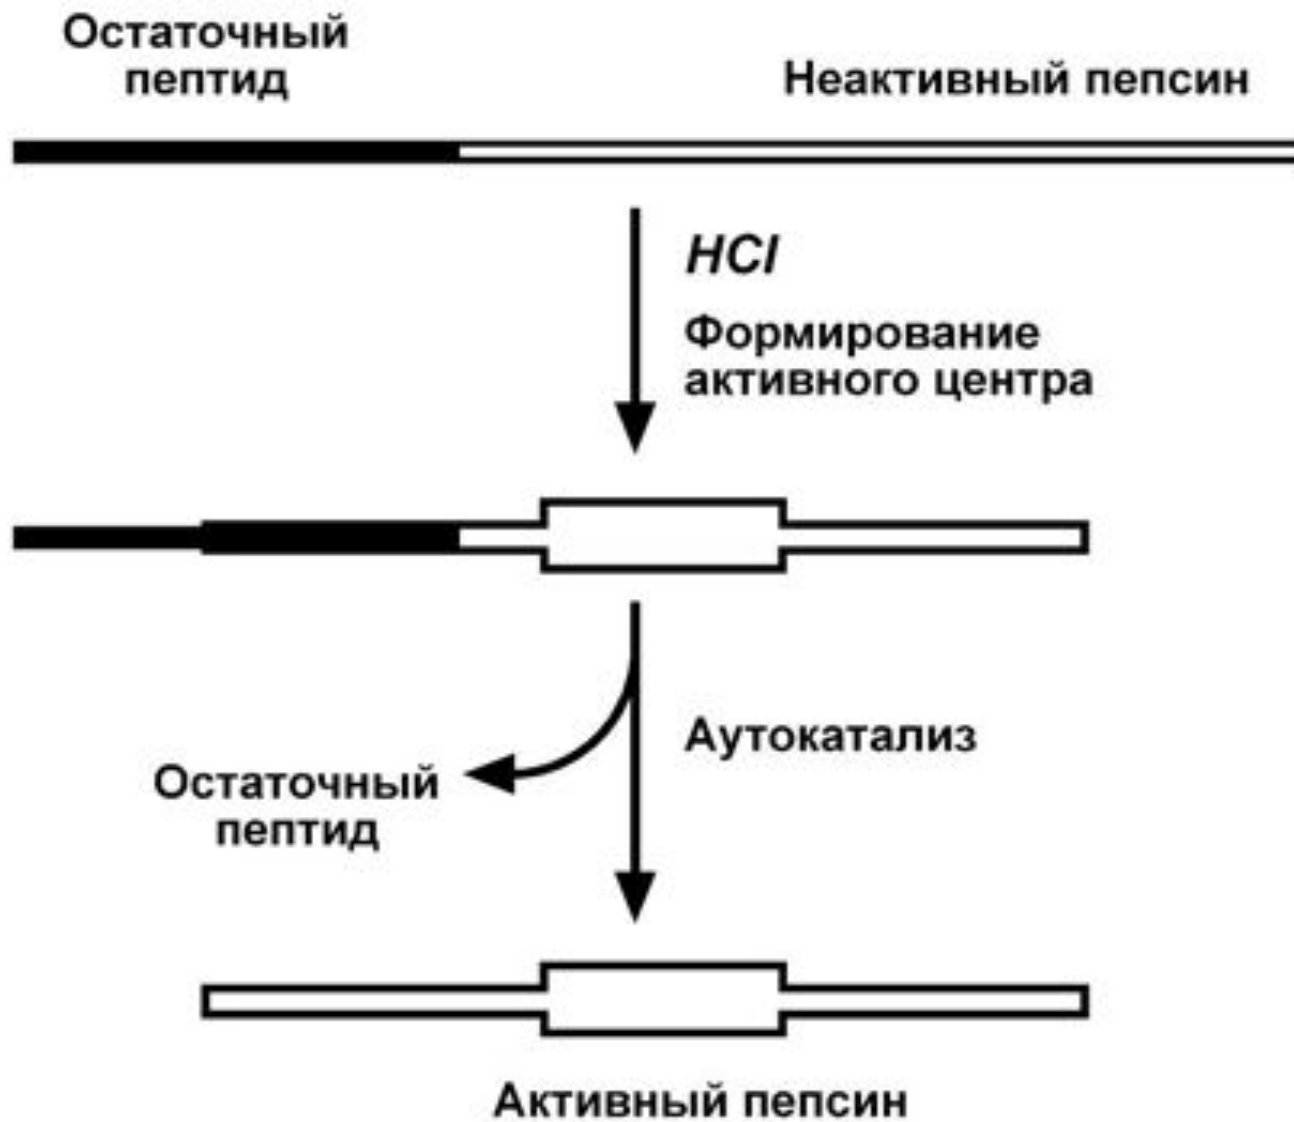 Остаточный
пептид
Неактивный пепсин
HCl
Формирование
активного центра
Аутокатализ
Остаточный
пептид
Активный пепсин